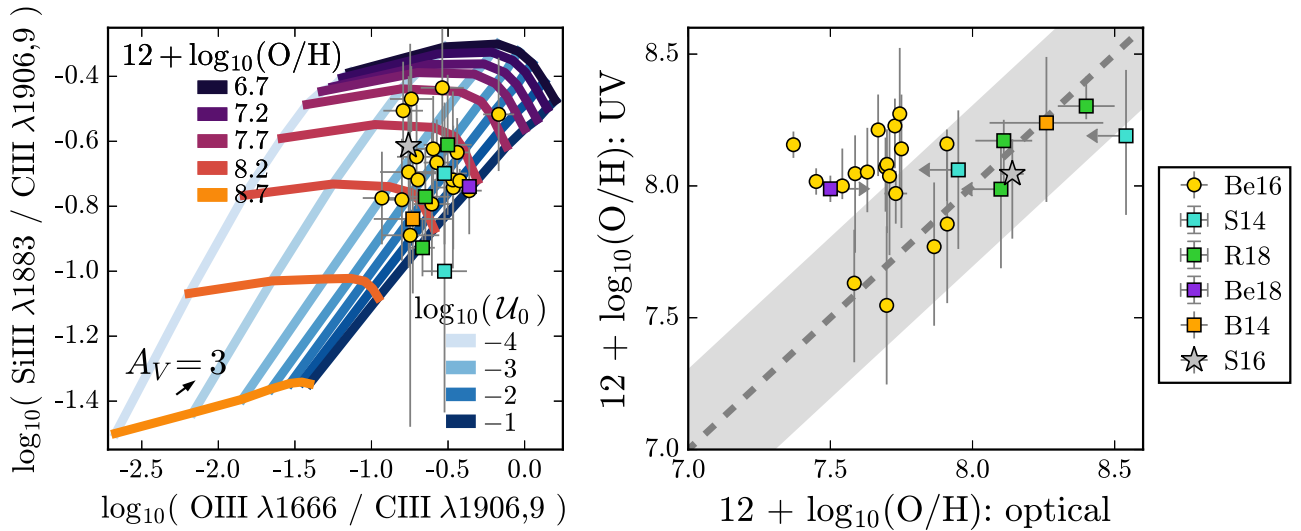 log₁₀( SiIII λ1883 / CIII λ1906,9 )
-0.4
-0.6
-0.8
-1.0
-1.2
-1.4
12 + log₁₀(O/H)
6.7
7.2
7.7
8.2
8.7
A_V = 3
log₁₀(𝒰₀)
−4
−3
−2
−1
-2.5 -2.0 -1.5 -1.0 -0.5 0.0
log₁₀( OIII λ1666 / CIII λ1906,9 )
12 + log₁₀(O/H): UV
8.5
8.0
7.5
7.0
7.0 7.5 8.0 8.5
12 + log₁₀(O/H): optical
Be16
S14
R18
Be18
B14
S16